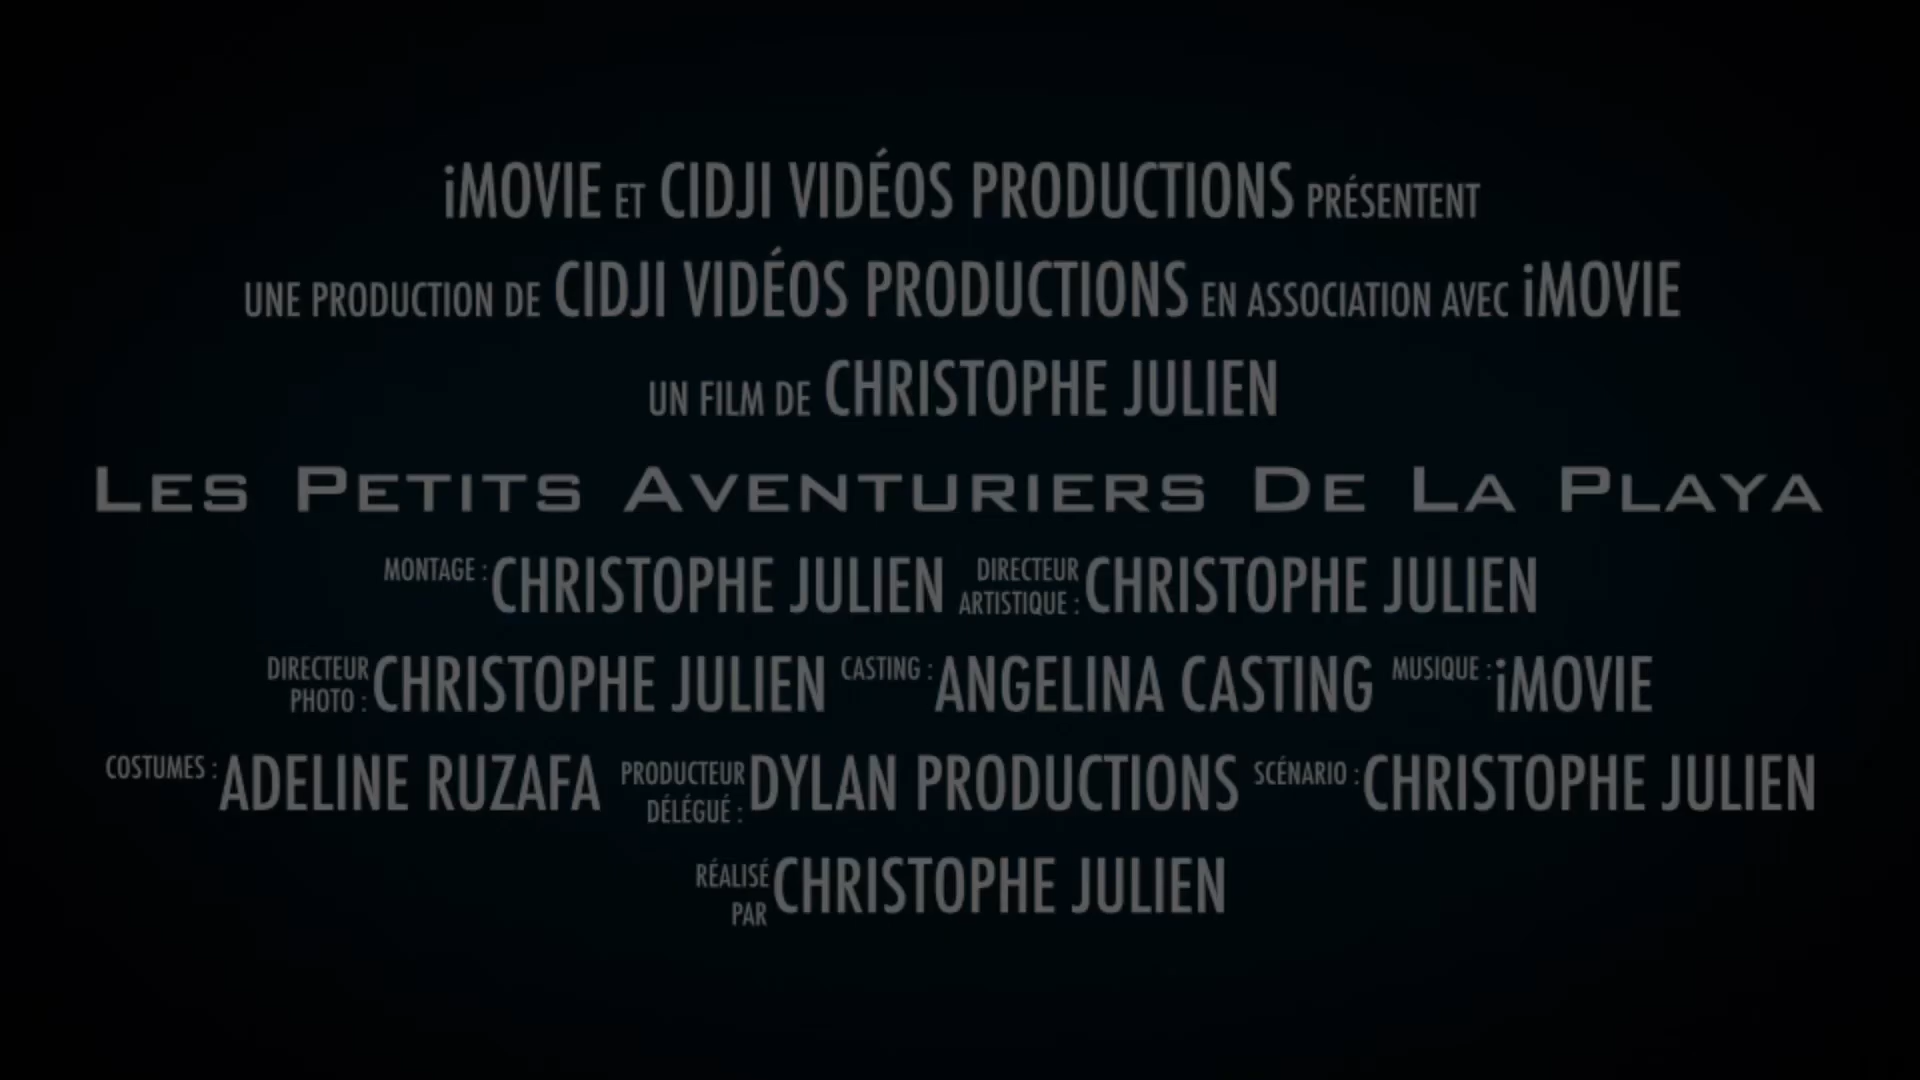 iMOVIE ET CIDJI VIDÉOS PRODUCTIONS PRÉSENTENT
UNE PRODUCTION DE CIDJI VIDÉOS PRODUCTIONS EN ASSOCIATION AVEC iMOVIE
UN FILM DE CHRISTOPHE JULIEN
LES PETITS AVENTURIERS DE LA PLAYA
MONTAGE : CHRISTOPHE JULIEN DIRECTEUR ARTISTIQUE : CHRISTOPHE JULIEN
DIRECTEUR PHOTO : CHRISTOPHE JULIEN CASTING : ANGELINA CASTING MUSIQUE : iMOVIE
COSTUMES : ADELINE RUZAFA PRODUCTEUR DÉLÉGUÉ : DYLAN PRODUCTIONS SCÉNARIO : CHRISTOPHE JULIEN
RÉALISÉ PAR CHRISTOPHE JULIEN